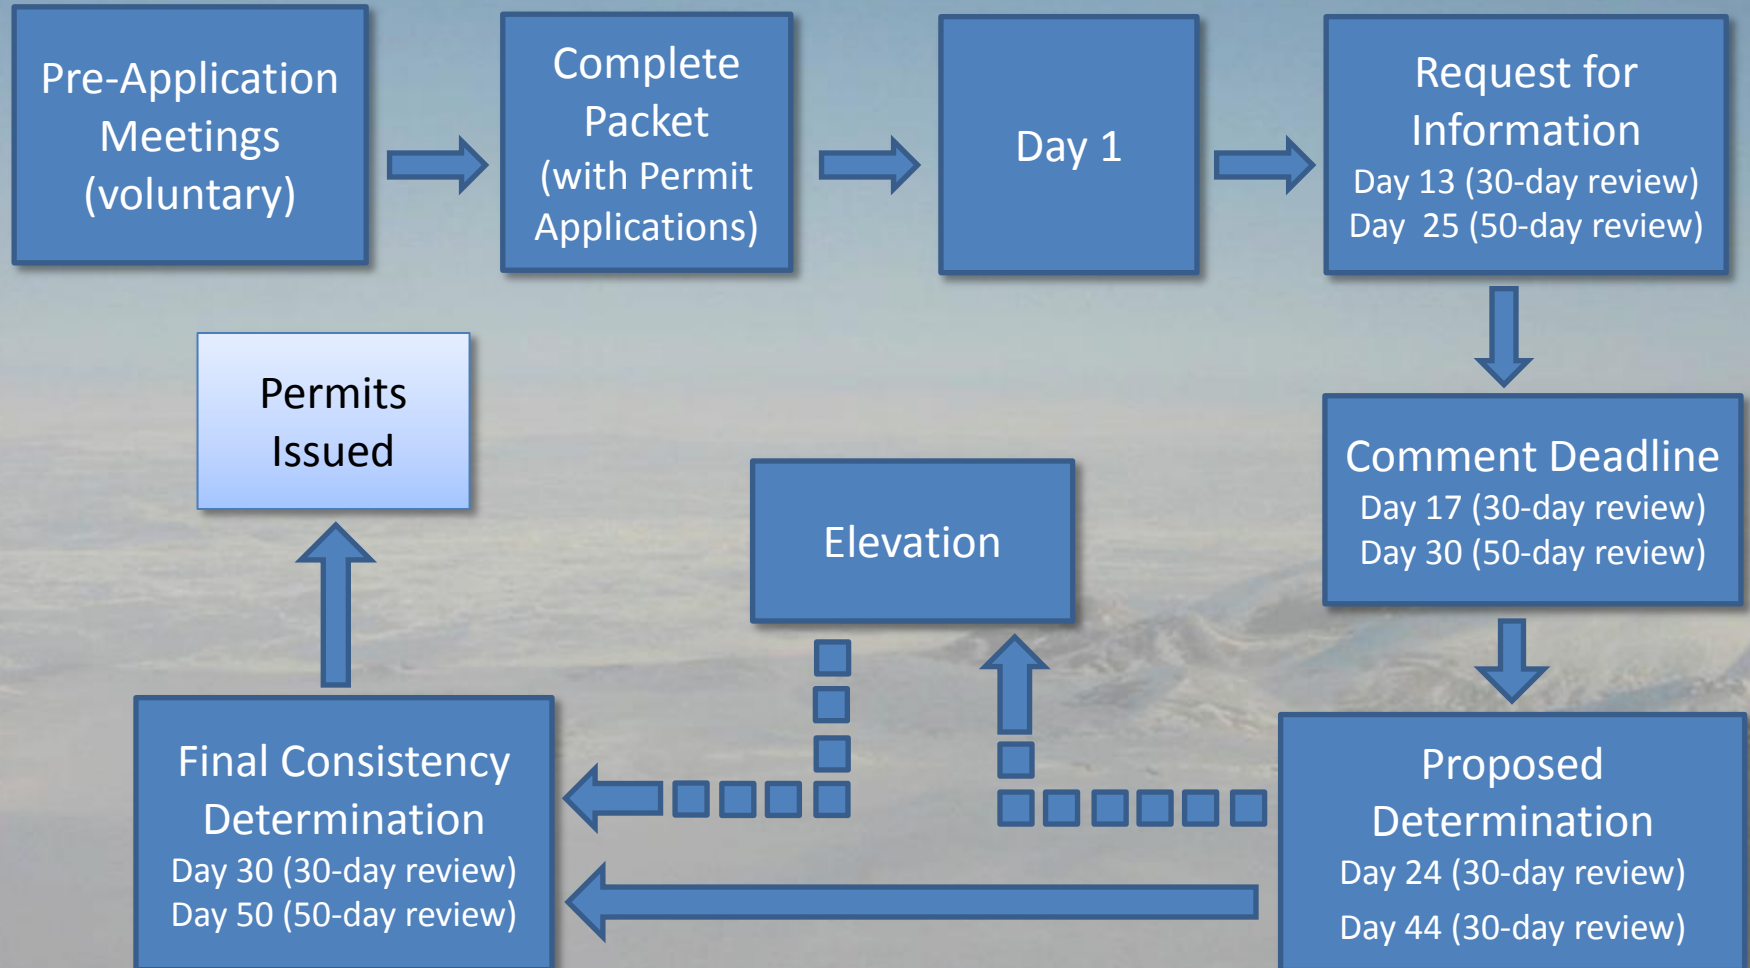 Pre-Application
Meetings
(voluntary)
Complete
Packet
(with Permit
Applications)
Day 1
Request for
Information
Day 13 (30-day review)
Day 25 (50-day review)
Comment Deadline
Day 17 (30-day review)
Day 30 (50-day review)
Proposed
Determination
Day 24 (30-day review)
Day 44 (30-day review)
Elevation
Final Consistency
Determination
Day 30 (30-day review)
Day 50 (50-day review)
Permits
Issued